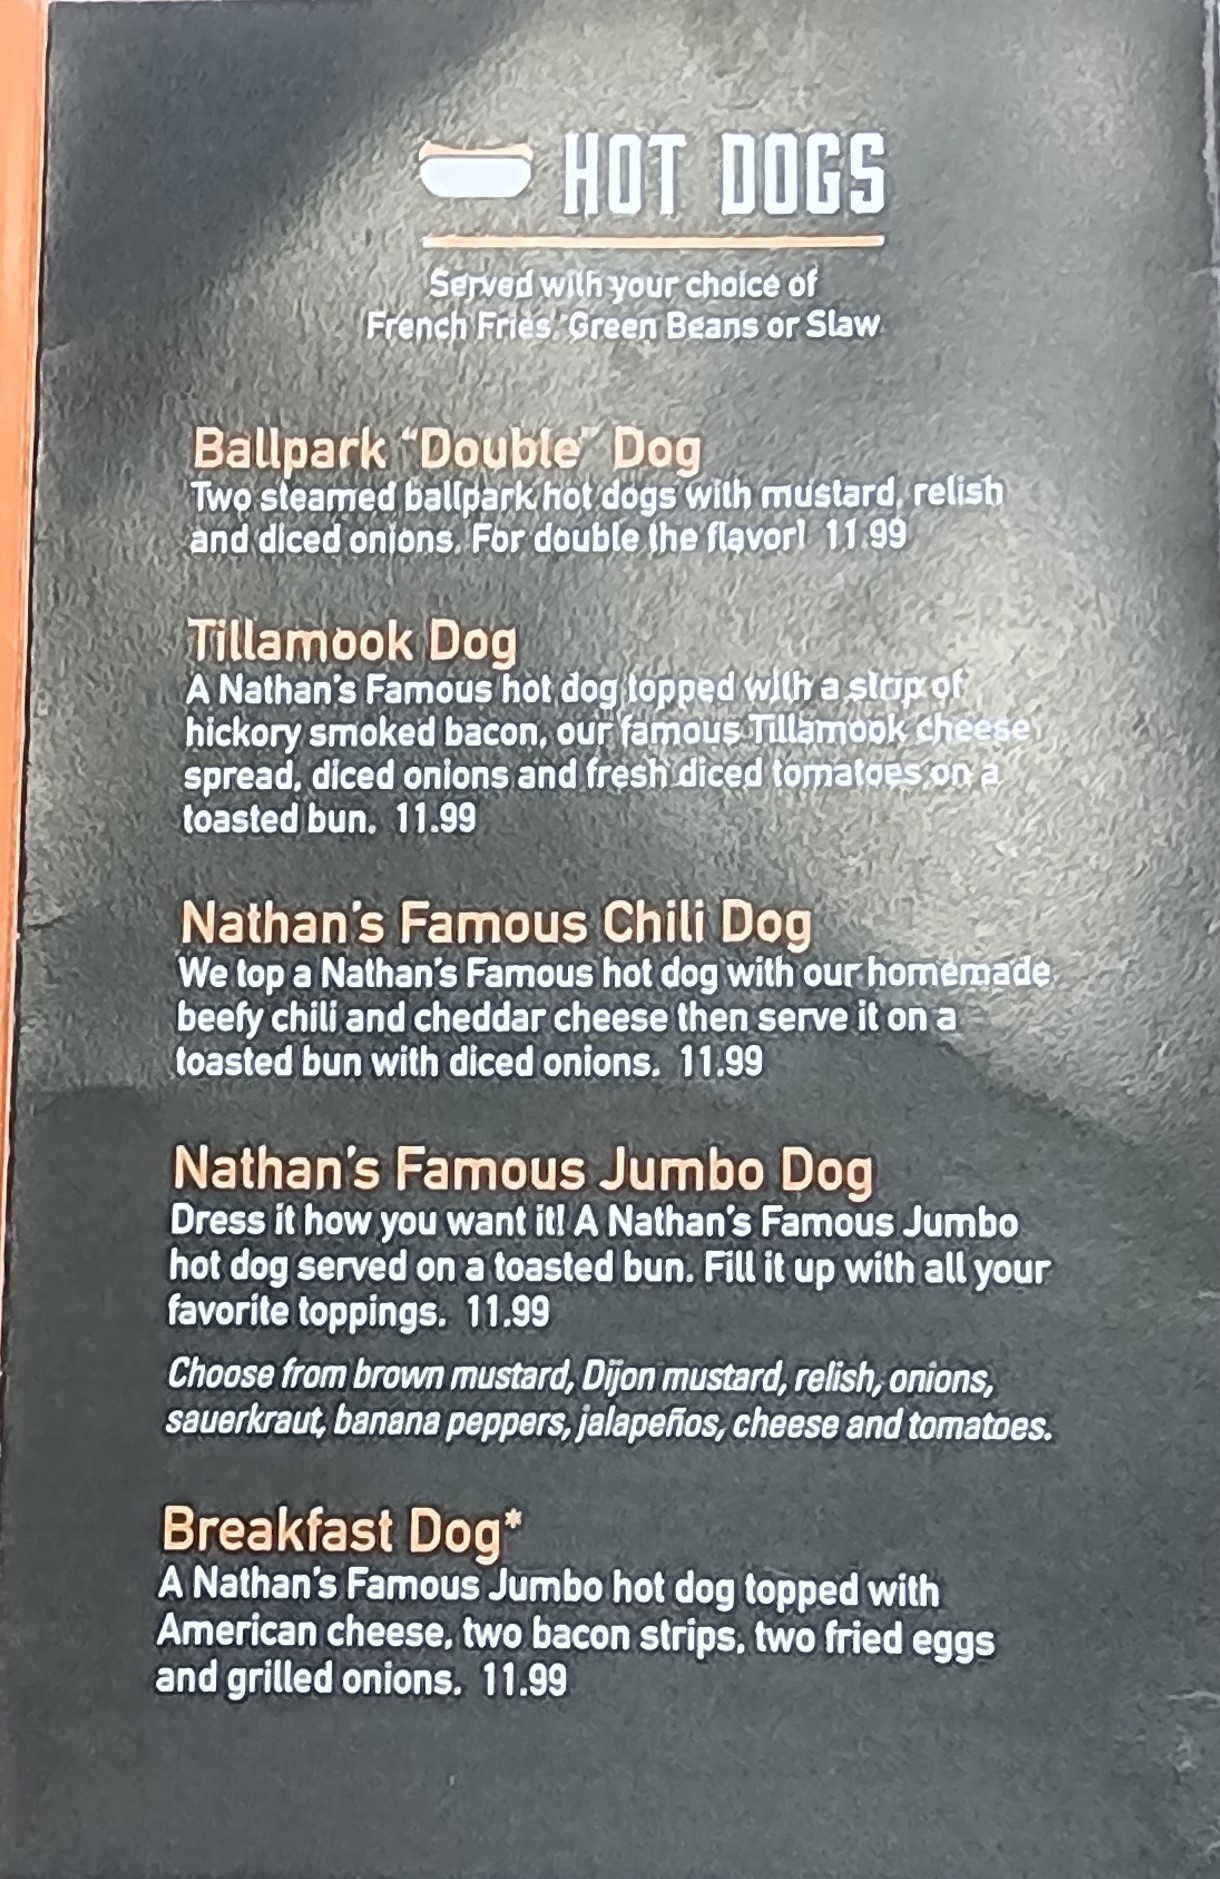 HOT DOGS
Served with your choice of
French Fries, Green Beans or Slaw
Ballpark “Double” Dog
Two steamed ballpark hot dogs with mustard, relish
and diced onions. For double the flavor! 11.99
Tillamook Dog
A Nathan's Famous hot dog topped with a strip of
hickory smoked bacon, our famous Tillamook cheese
spread, diced onions and fresh diced tomatoes on a
toasted bun. 11.99
Nathan's Famous Chili Dog
We top a Nathan's Famous hot dog with our homemade
beefy chili and cheddar cheese then serve it on a
toasted bun with diced onions. 11.99
Nathan's Famous Jumbo Dog
Dress it how you want it! A Nathan's Famous Jumbo
hot dog served on a toasted bun. Fill it up with all your
favorite toppings. 11.99
Choose from brown mustard, Dijon mustard, relish, onions,
sauerkraut, banana peppers, jalapeños, cheese and tomatoes.
Breakfast Dog*
A Nathan's Famous Jumbo hot dog topped with
American cheese, two bacon strips, two fried eggs
and grilled onions. 11.99